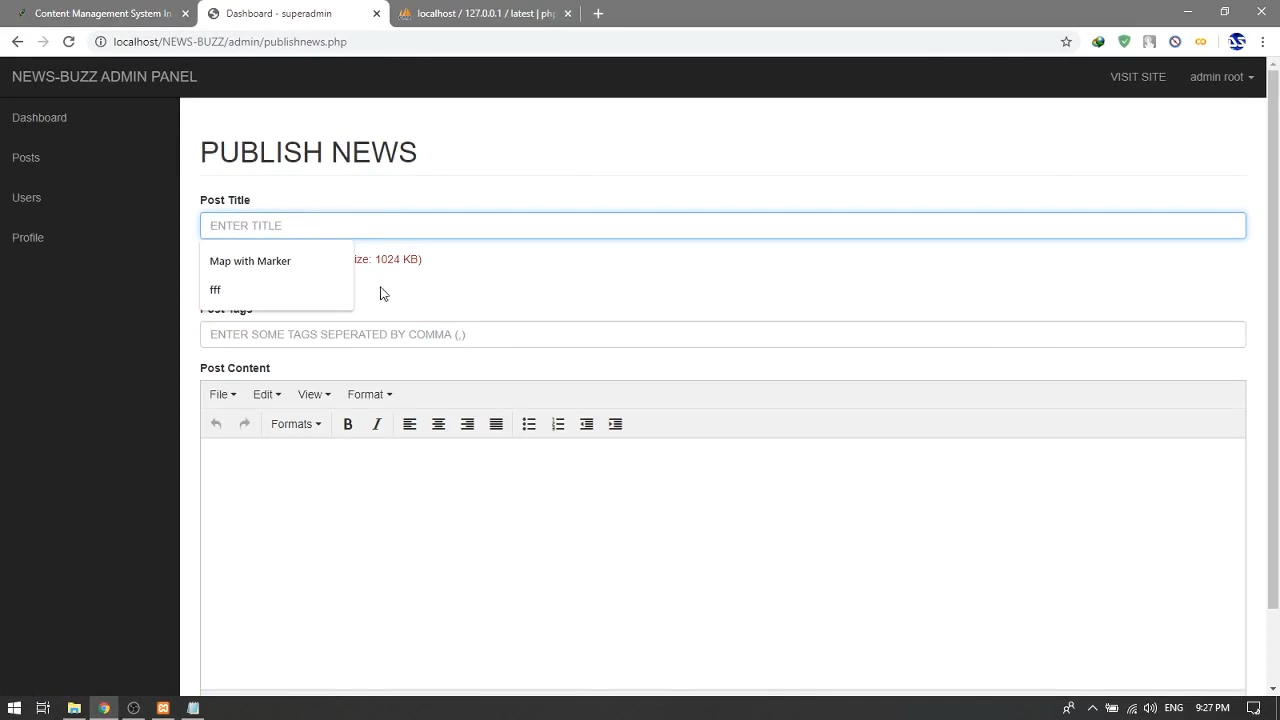 Content Management System In
Dashboard - superadmin
localhost / 127.0.0.1 / latest | php
localhost/NEWS-BUZZ/admin/publishnews.php
NEWS-BUZZ ADMIN PANEL
VISIT SITE
admin root
Dashboard
Posts
Users
Profile
PUBLISH NEWS
Post Title
ENTER TITLE
Map with Marker
fff
ize: 1024 KB)
Post Tags
ENTER SOME TAGS SEPERATED BY COMMA (,)
Post Content
File Edit View Format
Formats B I
ENG 9:27 PM